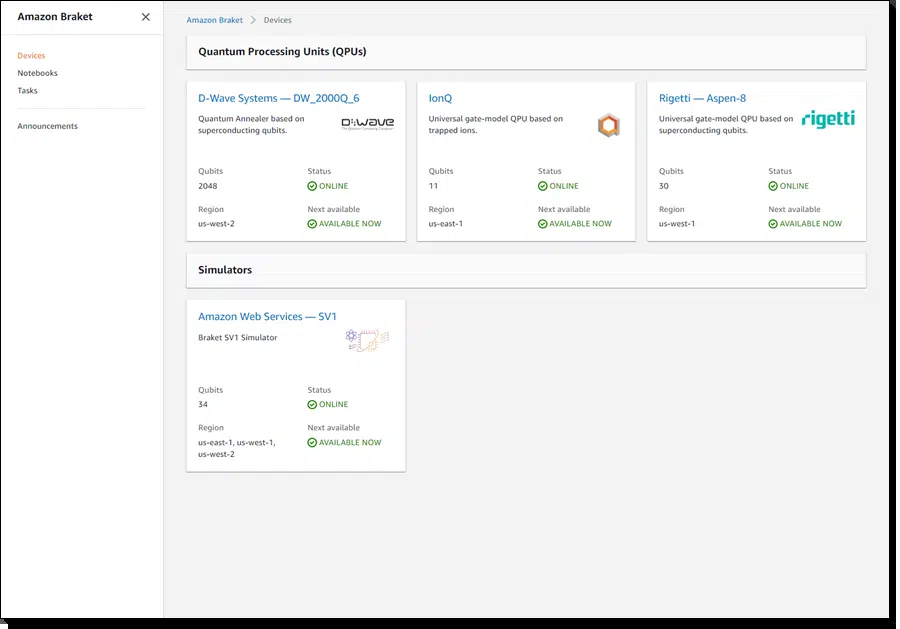 Amazon Braket
Devices
Notebooks
Tasks
Announcements
Amazon Braket > Devices
Quantum Processing Units (QPUs)
D-Wave Systems — DW_2000Q_6
Quantum Annealer based on
superconducting qubits.
D:WAVE
The Quantum Computing Company
Qubits
2048
Status
ONLINE
Region
us-west-2
Next available
AVAILABLE NOW
IonQ
Universal gate-model QPU based on
trapped ions.
Qubits
11
Status
ONLINE
Region
us-east-1
Next available
AVAILABLE NOW
Rigetti — Aspen-8
Universal gate-model QPU based on
superconducting qubits.
rigetti
Qubits
30
Status
ONLINE
Region
us-west-1
Next available
AVAILABLE NOW
Simulators
Amazon Web Services — SV1
Braket SV1 Simulator
Qubits
34
Status
ONLINE
Region
us-east-1, us-west-1,
us-west-2
Next available
AVAILABLE NOW